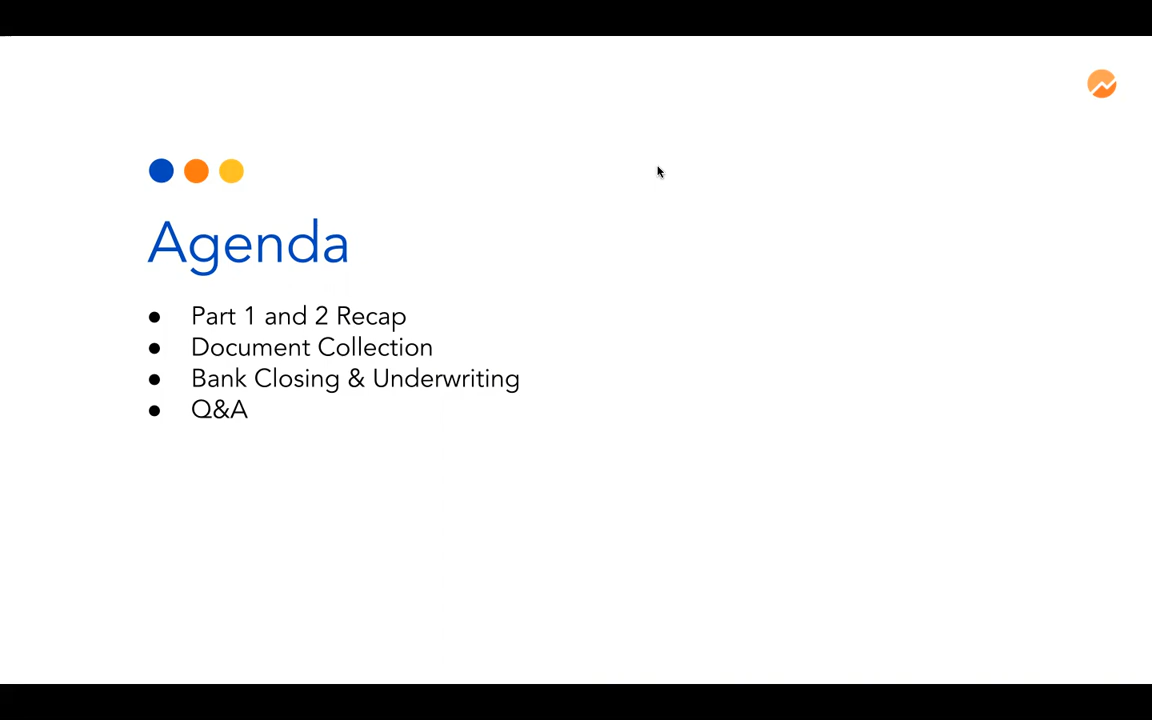 Agenda
● Part 1 and 2 Recap
● Document Collection
● Bank Closing & Underwriting
● Q&A